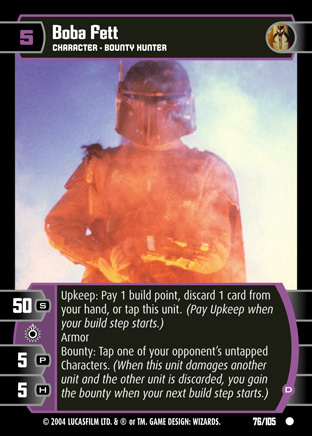 5 Boba Fett
CHARACTER • BOUNTY HUNTER
50 S
Upkeep: Pay 1 build point, discard 1 card from
your hand, or tap this unit. (Pay Upkeep when
your build step starts.)
Armor
5 P
Bounty: Tap one of your opponent's untapped
Characters. (When this unit damages another
unit and the other unit is discarded, you gain
the bounty when your next build step starts.)
5 H
D
© 2004 LUCASFILM LTD. & ® or TM. GAME DESIGN: WIZARDS. 76/105